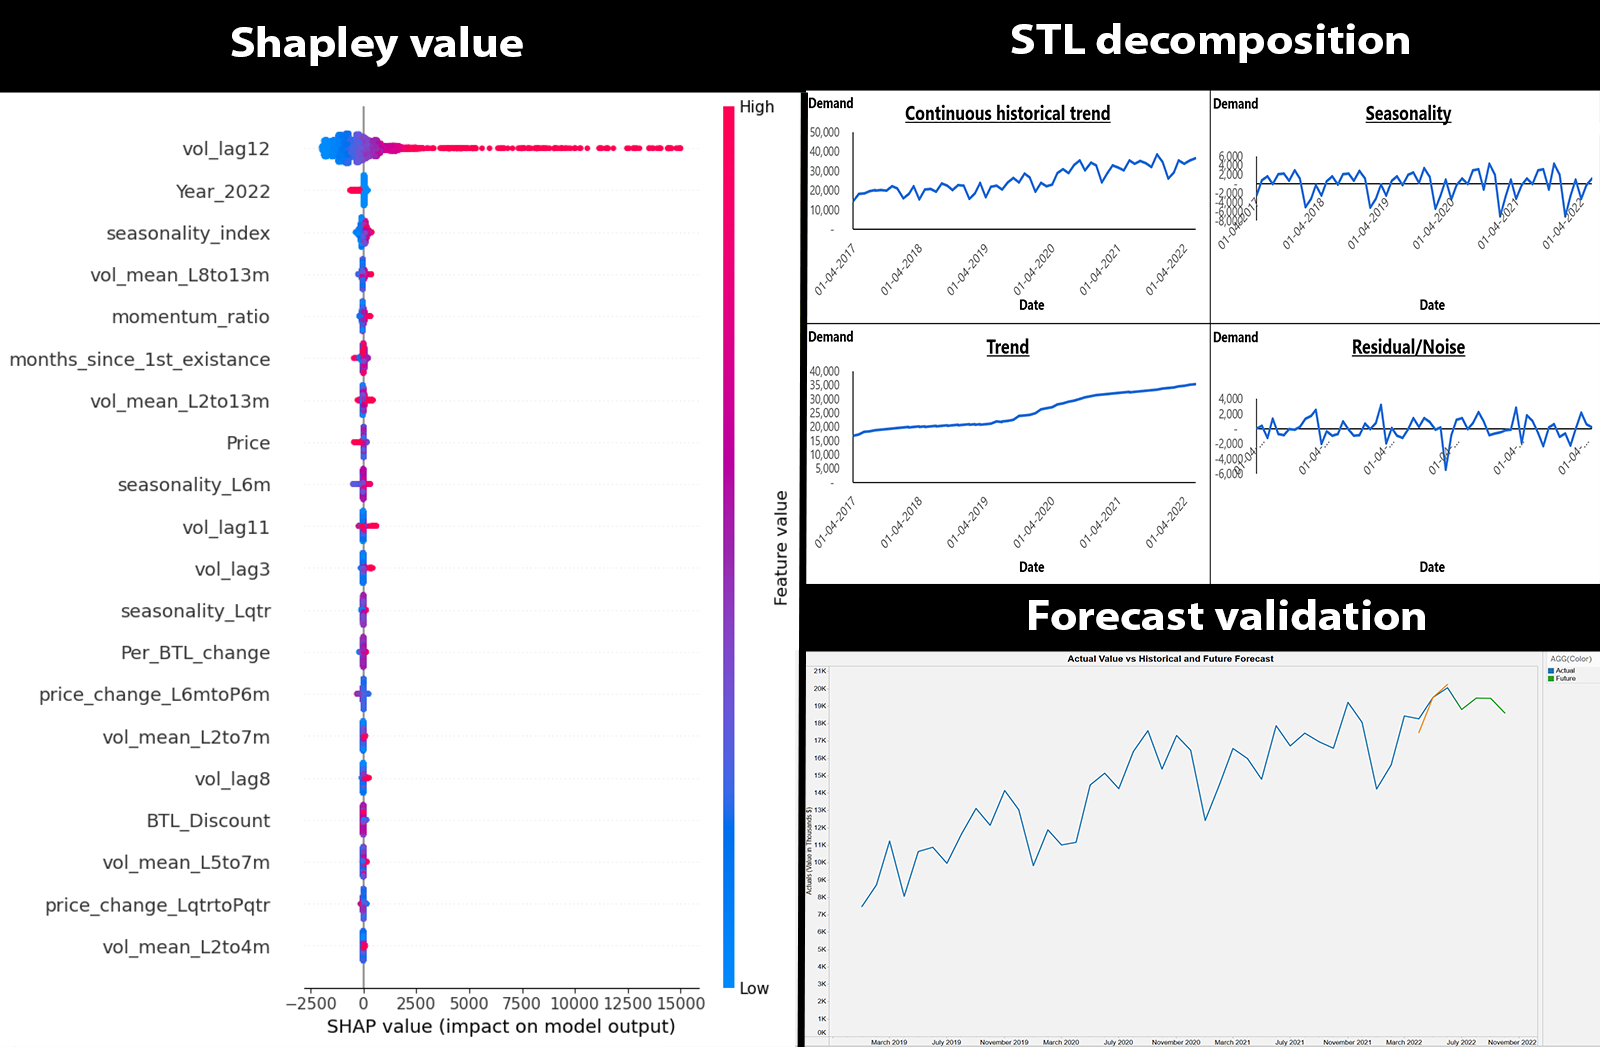 Shapley value
High
vol_lag12
Year_2022
seasonality_index
vol_mean_L8to13m
momentum_ratio
months_since_1st_existance
vol_mean_L2to13m
Price
seasonality_L6m
vol_lag11
vol_lag3
seasonality_Lqtr
Per_BTL_change
price_change_L6mtoP6m
vol_mean_L2to7m
vol_lag8
BTL_Discount
vol_mean_L5to7m
price_change_LqtrtoPqtr
vol_mean_L2to4m
Feature value
Low
−2500 0 2500 5000 7500 10000 12500 15000
SHAP value (impact on model output)
STL decomposition
Demand
Continuous historical trend
50,000
40,000
30,000
20,000
10,000
-
01-04-2017 01-04-2018 01-04-2019 01-04-2020 01-04-2021 01-04-2022
Date
Demand
Seasonality
6,000
4,000
2,000
-
-2,000
-4,000
-6,000
-8,000
01-04-2017 01-04-2018 01-04-2019 01-04-2020 01-04-2021 01-04-2022
Date
Demand
Trend
40,000
35,000
30,000
25,000
20,000
15,000
10,000
5,000
-
01-04-2017 01-04-2018 01-04-2019 01-04-2020 01-04-2021 01-04-2022
Date
Demand
Residual/Noise
4,000
2,000
-
-2,000
-4,000
-6,000
01-04-... 01-04-... 01-04-... 01-04-... 01-04-... 01-04-...
Date
Forecast validation
Actual Value vs Historical and Future Forecast
AGG(Color)
Actual
Future
21K
20K
19K
18K
17K
16K
15K
14K
13K
12K
11K
10K
9K
8K
7K
6K
5K
4K
3K
2K
1K
0K
Actuals (Value in Thousands $)
March 2019 July 2019 November 2019 March 2020 July 2020 November 2020 March 2021 July 2021 November 2021 March 2022 July 2022 November 2022